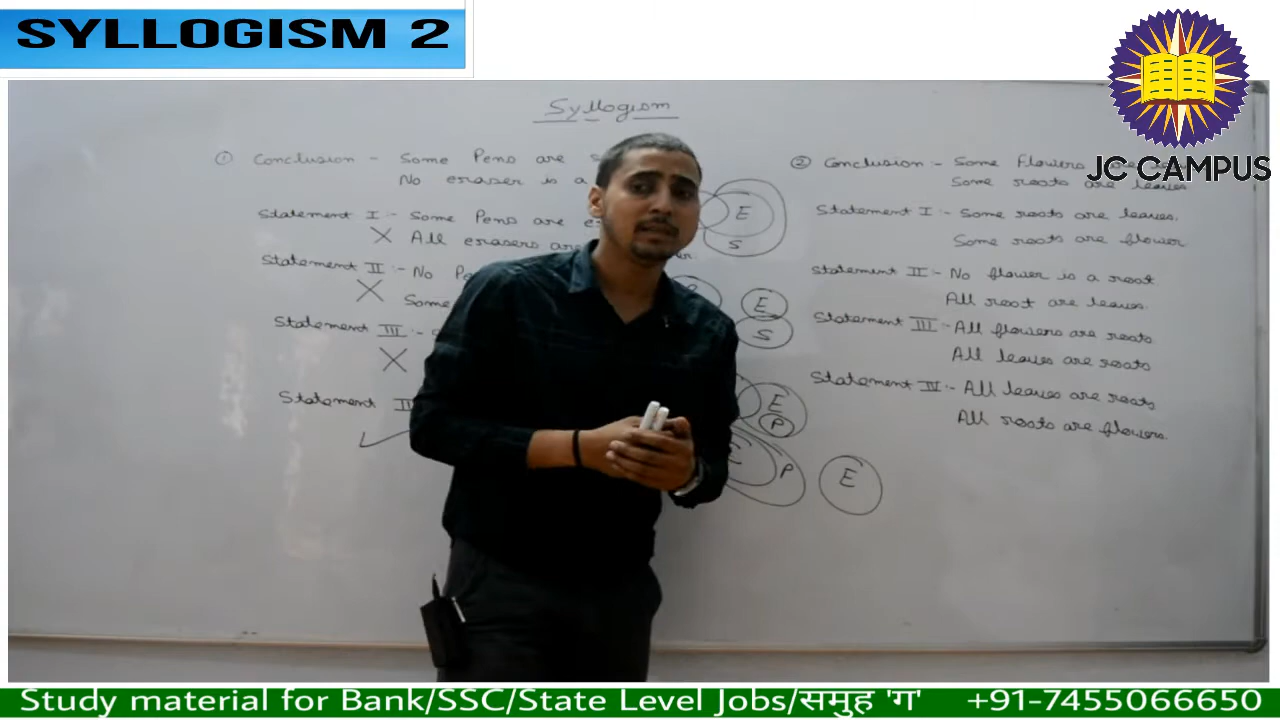 SYLLOGISM 2
JC CAMPUS
Syllogism
① Conclusion - Some Pens are
No eraser is a
Statement I :- Some Pens are
All erasers are
Statement II :- No
Some
Statement III :-
Statement
E
S
E
S
E
P
P
E
② Conclusion :- Some Flowers
Some roots are leaves
Statement I :- Some roots are leaves.
Some roots are flower
Statement II :- No flower is a root
All root are leaves.
Statement III :- All flowers are roots
All leaves are roots
Statement IV :- All leaves are roots
All roots are flowers.
Study material for Bank/SSC/State Level Jobs/समुह 'ग' +91-7455066650